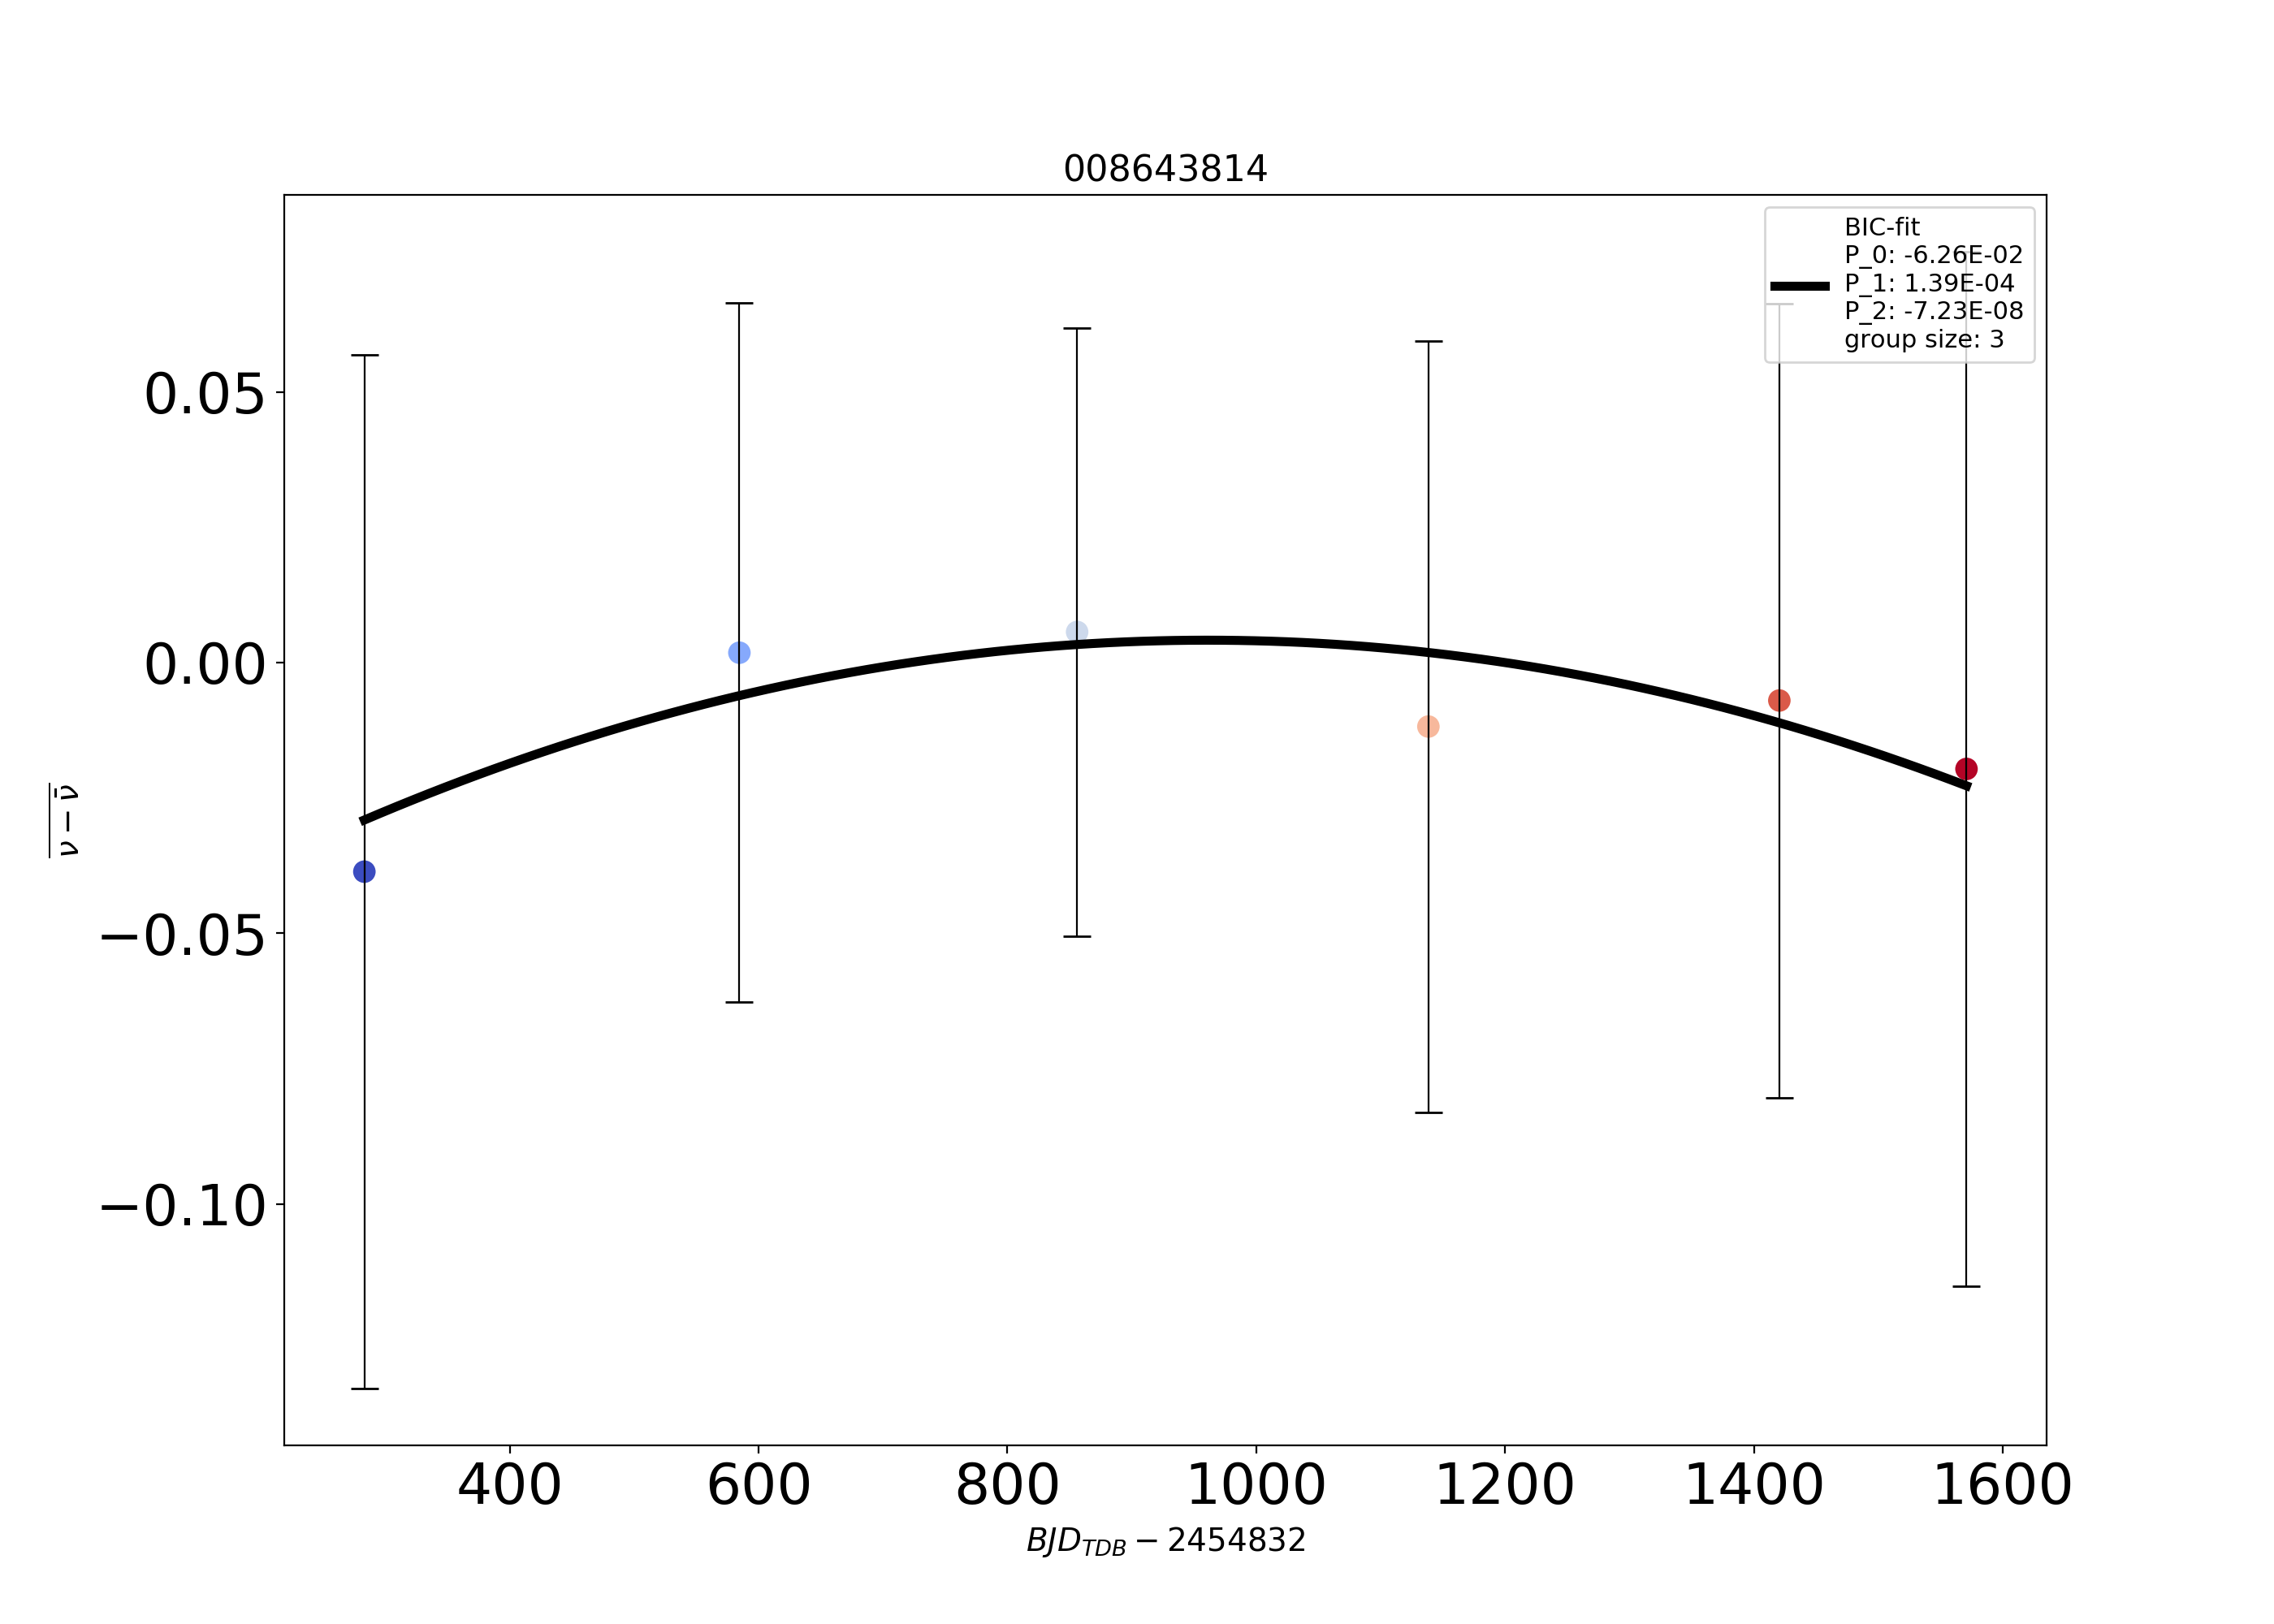 008643814
BIC-fit
P_0: -6.26E-02
P_1: 1.39E-04
P_2: -7.23E-08
group size: 3
0.05
0.00
−0.05
−0.10
ν − ν̄
400 600 800 1000 1200 1400 1600
BJD_TDB − 2454832